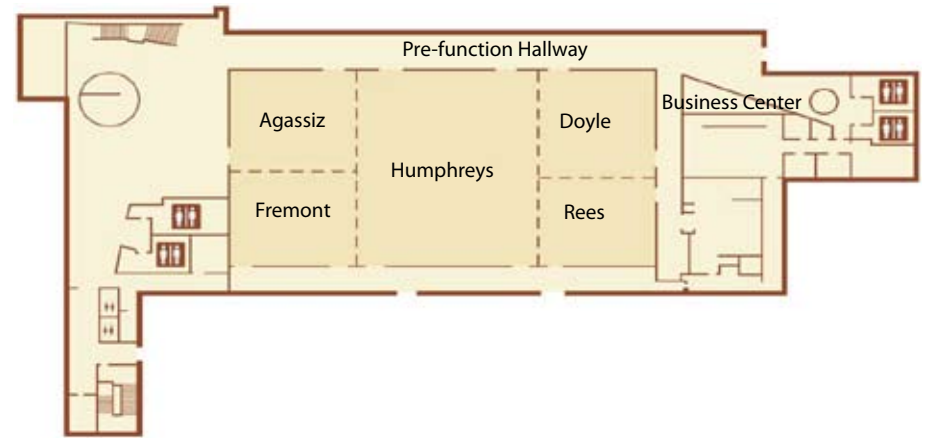 Pre-function Hallway
Business Center
Agassiz
Doyle
Humphreys
Fremont
Rees